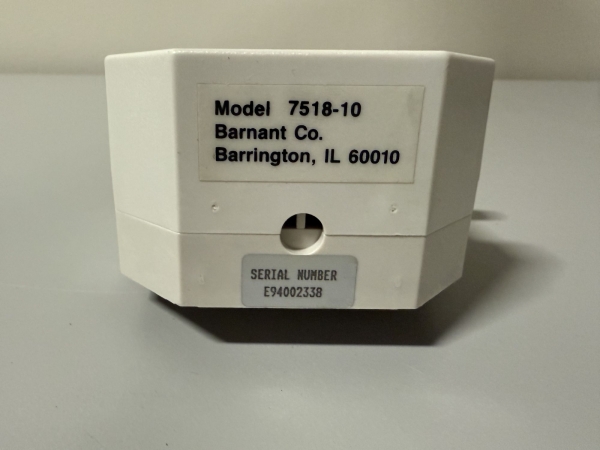 Model 7518-10
Barnant Co.
Barrington, IL 60010
SERIAL NUMBER
E94002338